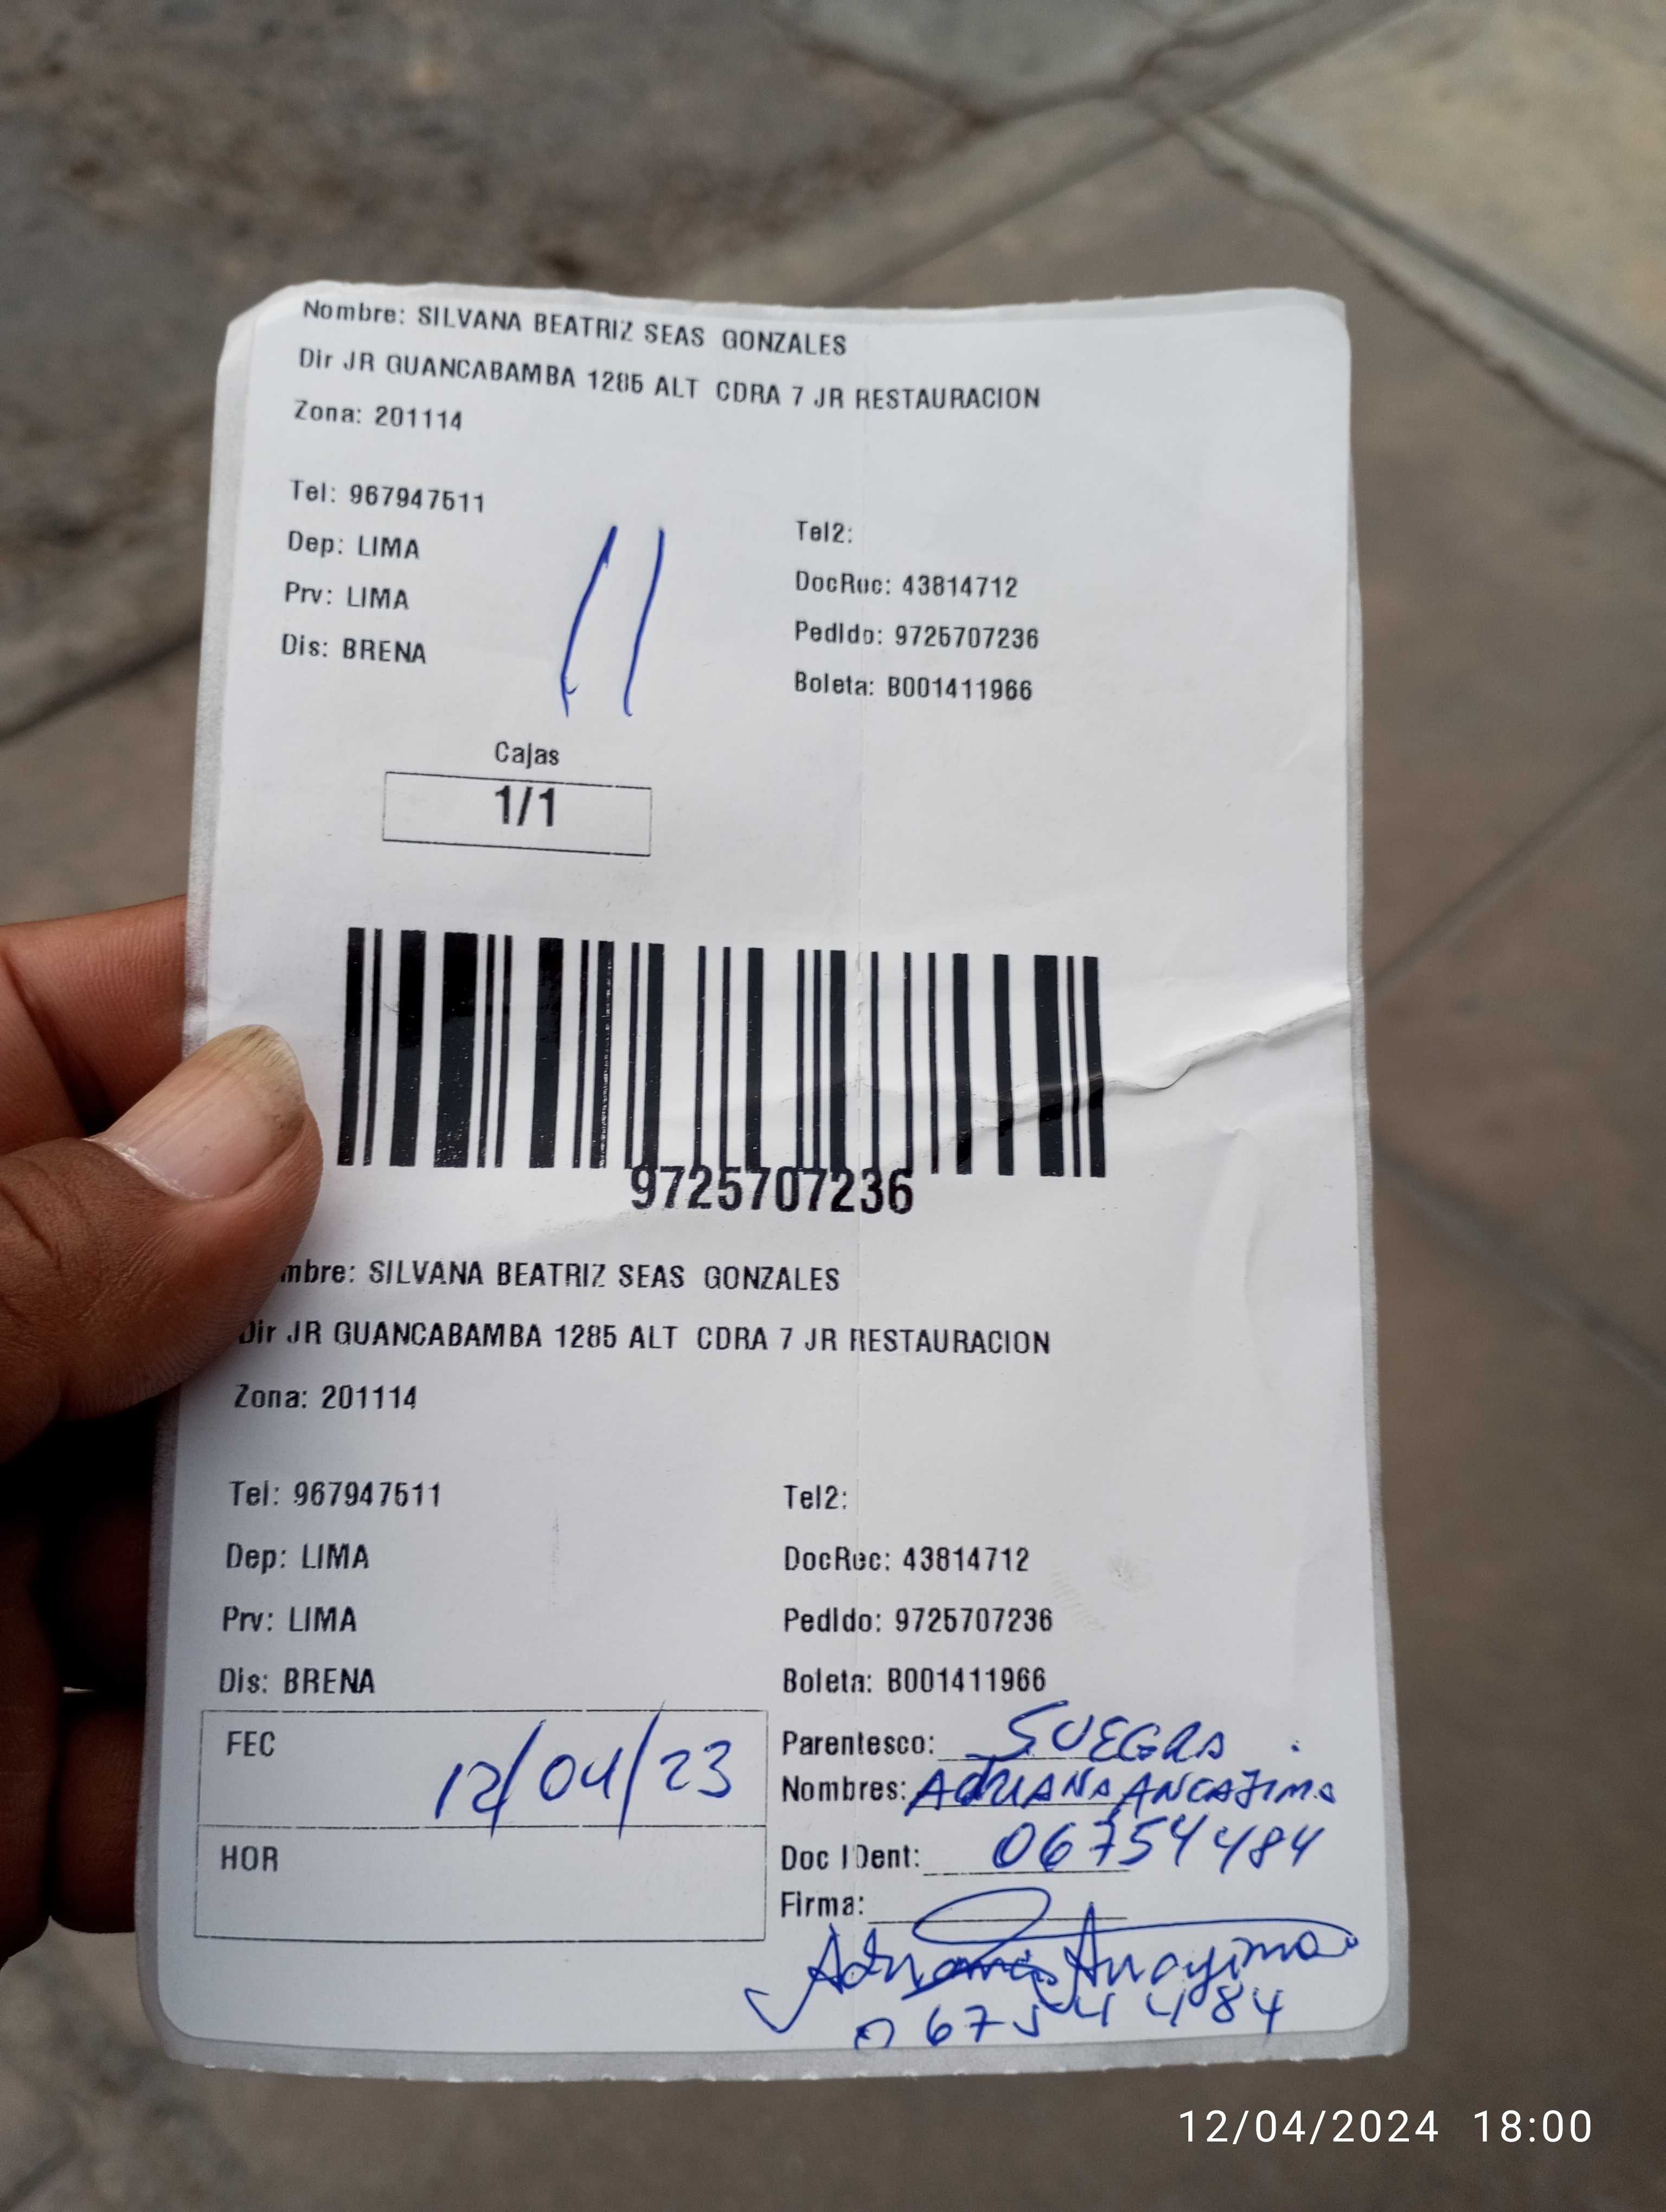 Nombre: SILVANA BEATRIZ SEAS GONZALES
Dir JR GUANCABAMBA 1285 ALT CDRA 7 JR RESTAURACION
Zona: 201114
Tel: 967947511
Tel2:
Dep: LIMA
DocRuc: 43814712
Prv: LIMA
Pedido: 9725707236
Dis: BRENA
Boleta: B001411966
Cajas
1/1
9725707236
mbre: SILVANA BEATRIZ SEAS GONZALES
Dir JR GUANCABAMBA 1285 ALT CDRA 7 JR RESTAURACION
Zona: 201114
Tel: 967947511
Tel2:
Dep: LIMA
DocRec: 43814712
Prv: LIMA
Pedido: 9725707236
Dis: BRENA
Boleta: B001411966
FEC 12/04/23
Parentesco: SUEGRA
Nombres: ADRIANA ANCAJIMA
HOR
Doc IDent: 06754484
Firma:
06754484
12/04/2024 18:00